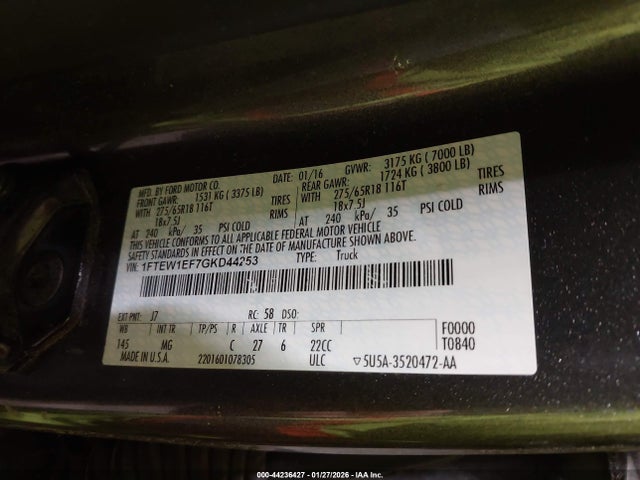 MFD. BY FORD MOTOR CO. DATE: 01/16 GVWR: 3175 KG ( 7000 LB)
FRONT GAWR: 1531 KG ( 3375 LB) REAR GAWR: 1724 KG ( 3800 LB)
WITH 275/65R18 116T TIRES WITH 275/65R18 116T TIRES
18x7.5J RIMS 18x7.5J RIMS
AT 240 kPa/ 35 PSI COLD AT 240 kPa/ 35 PSI COLD
THIS VEHICLE CONFORMS TO ALL APPLICABLE FEDERAL MOTOR VEHICLE
SAFETY STANDARDS IN EFFECT ON THE DATE OF MANUFACTURE SHOWN ABOVE.
VIN: 1FTEW1EF7GKD44253 TYPE: Truck
EXT PNT: J7 RC: 58 DSO: F0000
WB INT TR TP/PS R AXLE TR SPR T0840
145 MG C 27 6 22CC
MADE IN U.S.A. 2201601078305 ULC ▽5U5A-3520472-AA
000-44236427 - 01/27/2026 - IAA Inc.